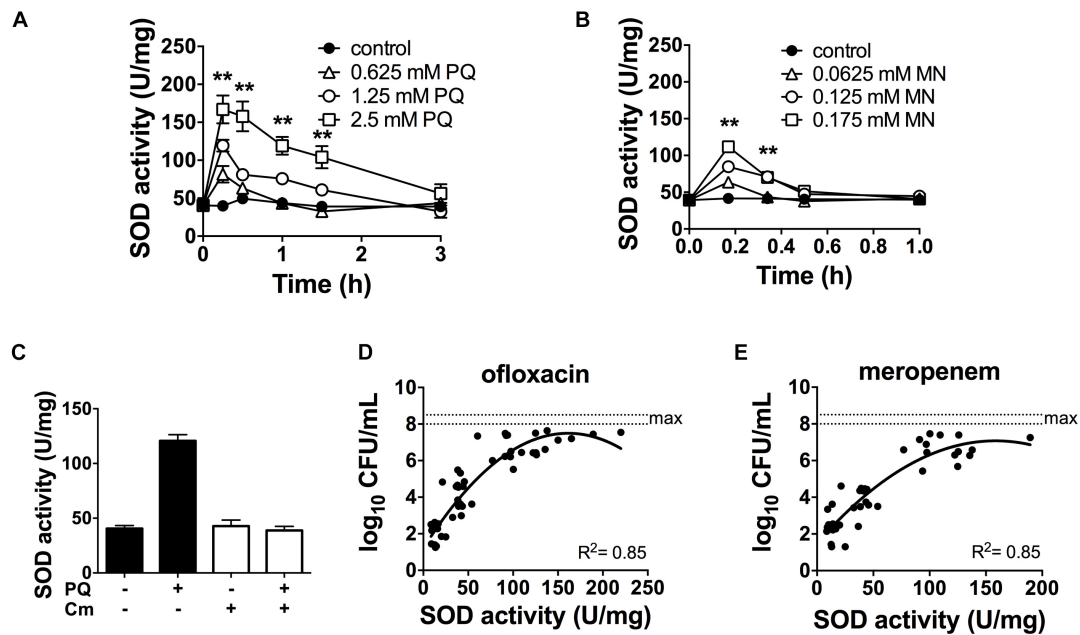 A
SOD activity (U/mg)
250
200
150
100
50
0
** ** ** **
control
0.625 mM PQ
1.25 mM PQ
2.5 mM PQ
0 1 2 3
Time (h)
B
SOD activity (U/mg)
250
200
150
100
50
0
** **
control
0.0625 mM MN
0.125 mM MN
0.175 mM MN
0.0 0.2 0.4 0.6 0.8 1.0
Time (h)
C
SOD activity (U/mg)
150
100
50
0
PQ - + - +
Cm - - + +
D
ofloxacin
log10 CFU/mL
10
8
6
4
2
0
max
R2= 0.85
0 50 100 150 200 250
SOD activity (U/mg)
E
meropenem
log10 CFU/mL
10
8
6
4
2
0
max
R2= 0.85
0 50 100 150 200
SOD activity (U/mg)